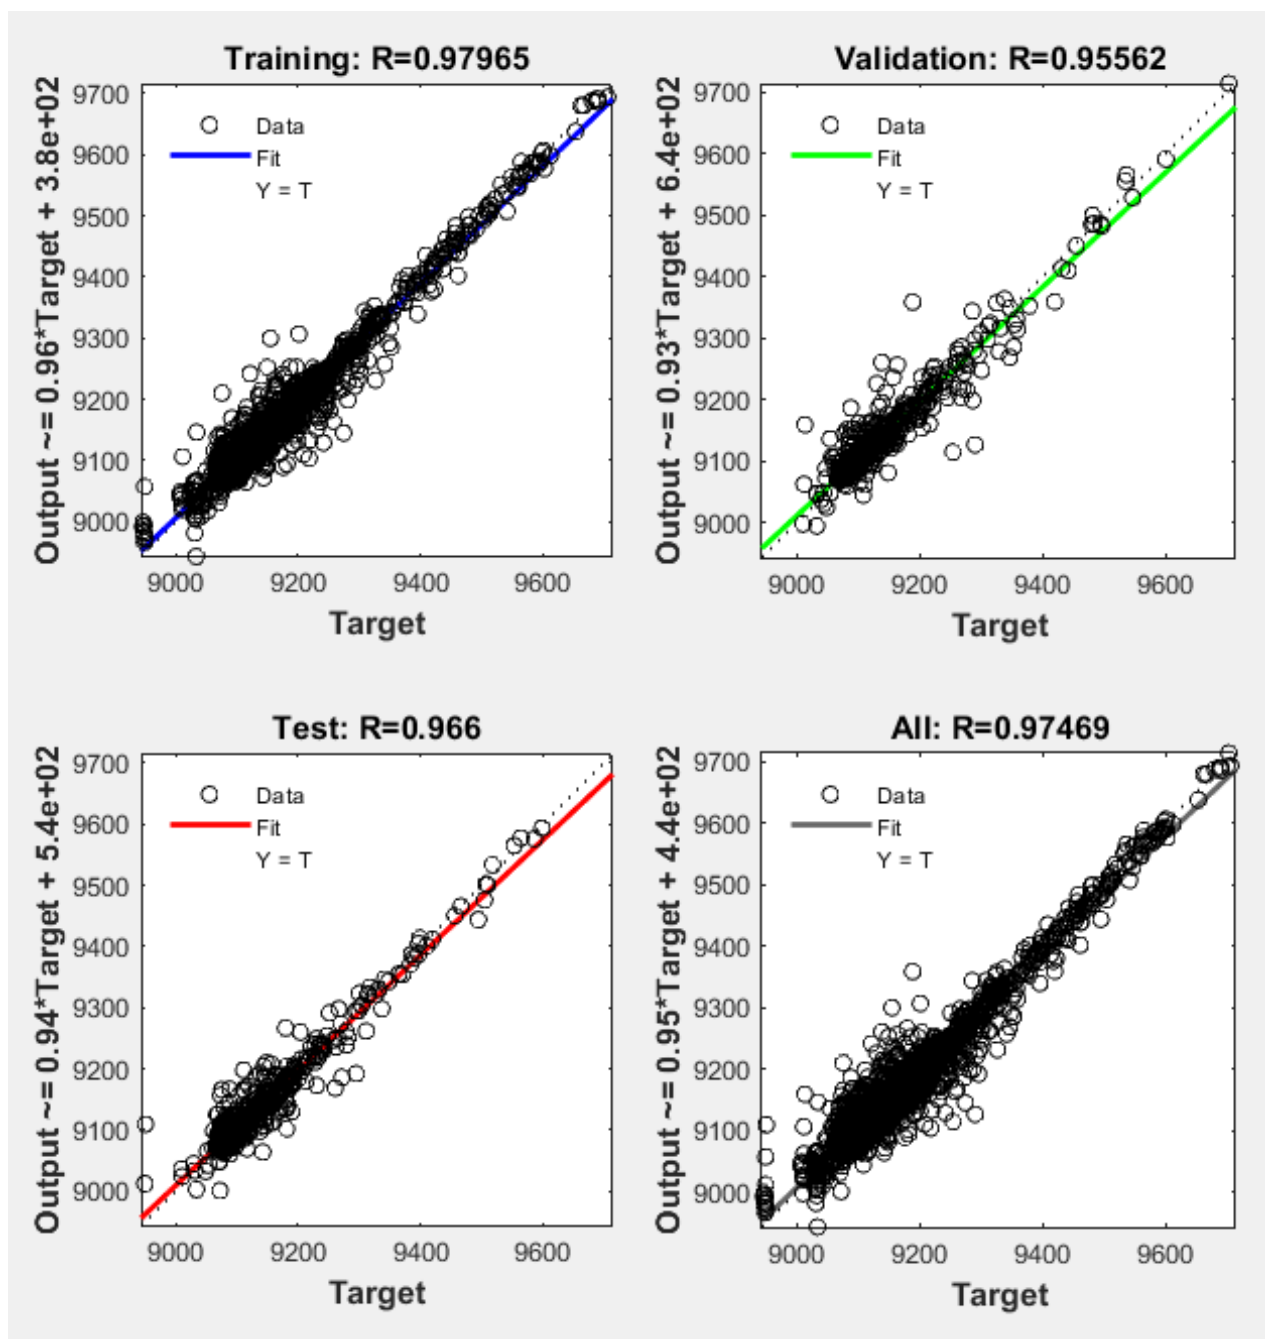 Training: R=0.97965
Output ~= 0.96*Target + 3.8e+02
9700
9600
9500
9400
9300
9200
9100
9000
Data
Fit
Y = T
9000 9200 9400 9600
Target
Validation: R=0.95562
Output ~= 0.93*Target + 6.4e+02
9700
9600
9500
9400
9300
9200
9100
9000
Data
Fit
Y = T
9000 9200 9400 9600
Target
Test: R=0.966
Output ~= 0.94*Target + 5.4e+02
9700
9600
9500
9400
9300
9200
9100
9000
Data
Fit
Y = T
9000 9200 9400 9600
Target
All: R=0.97469
Output ~= 0.95*Target + 4.4e+02
9700
9600
9500
9400
9300
9200
9100
9000
Data
Fit
Y = T
9000 9200 9400 9600
Target